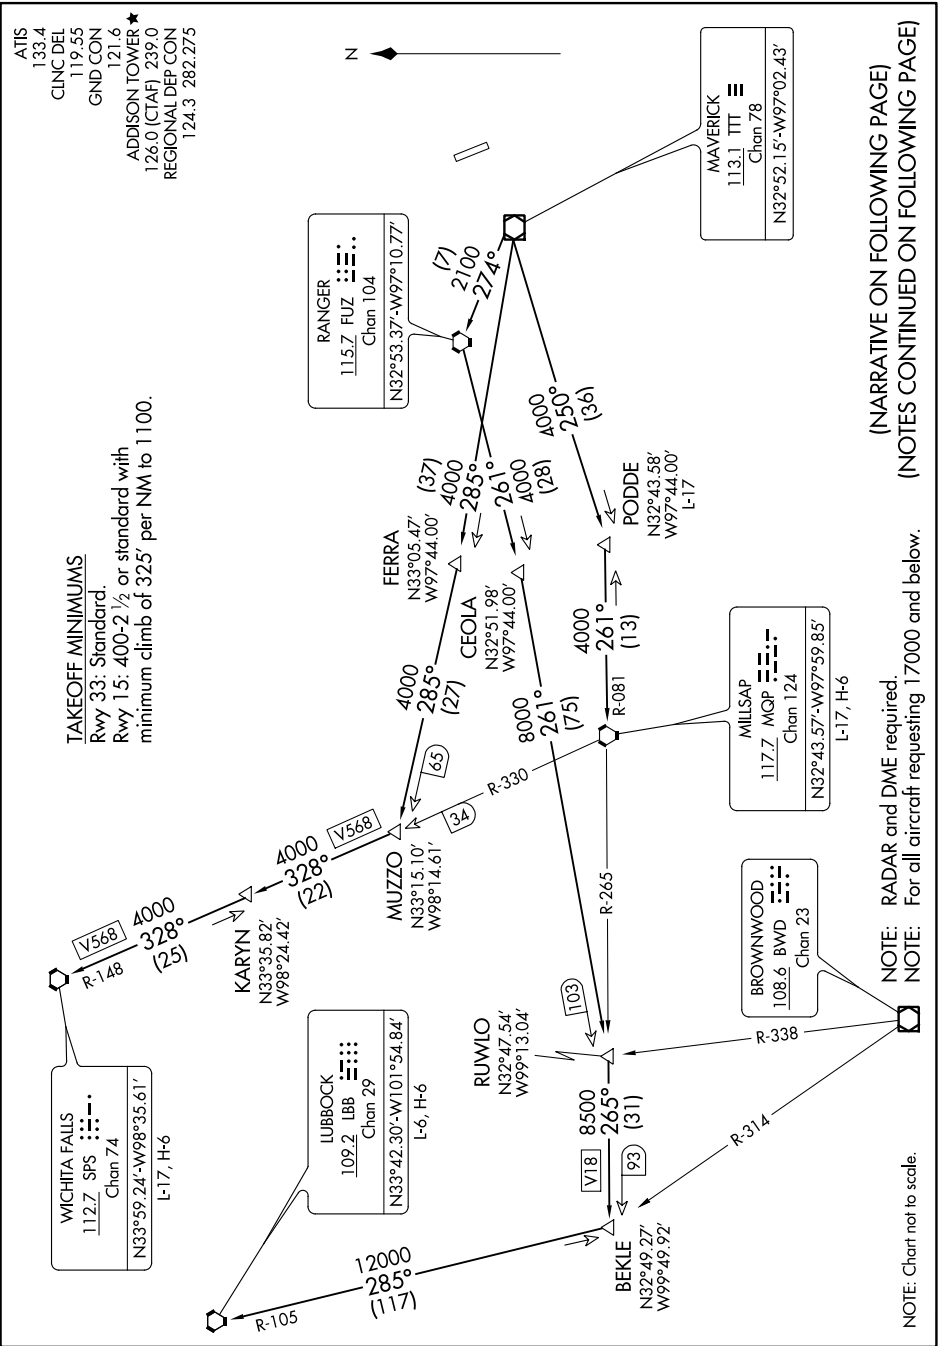 ATIS
133.4
CLNC DEL
119.55
GND CON
121.6
ADDISON TOWER★
126.0 (CTAF) 239.0
REGIONAL DEP CON
124.3 282.275
N
TAKEOFF MINIMUMS
Rwy 33: Standard.
Rwy 15: 400-2½ or standard with
minimum climb of 325' per NM to 1100.
WICHITA FALLS
112.7 SPS
Chan 74
N33°59.24'-W98°35.61'
L-17, H-6
R-148
V568
4000
328°
(25)
KARYN
N33°35.82'
W98°24.42'
4000
328°
(22)
V568
MUZZO
N33°15.10'
W98°14.61'
65
34
R-330
4000
285°
(27)
FERRA
N33°05.47'
W97°44.00'
(37)
4000
285°
RANGER
115.7 FUZ
Chan 104
N32°53.37'-W97°10.77'
(7)
2100
274°
MAVERICK
113.1 TTT
Chan 78
N32°52.15'-W97°02.43'
CEOLA
N32°51.98'
W97°44.00'
261°
4000
(28)
4000
250°
(36)
PODDE
N32°43.58'
W97°44.00'
L-17
8000
261°
(75)
4000
261°
(13)
R-081
MILLSAP
117.7 MQP
Chan 124
N32°43.57'-W97°59.85'
L-17, H-6
R-265
LUBBOCK
109.2 LBB
Chan 29
N33°42.30'-W101°54.84'
L-6, H-6
R-105
12000
285°
(117)
RUWLO
N32°47.54'
W99°13.04'
103
8500
265°
(31)
V18
93
BEKLE
N32°49.27'
W99°49.92'
R-338
R-314
BROWNWOOD
108.6 BWD
Chan 23
NOTE: RADAR and DME required.
NOTE: For all aircraft requesting 17000 and below.
(NARRATIVE ON FOLLOWING PAGE)
(NOTES CONTINUED ON FOLLOWING PAGE)
NOTE: Chart not to scale.